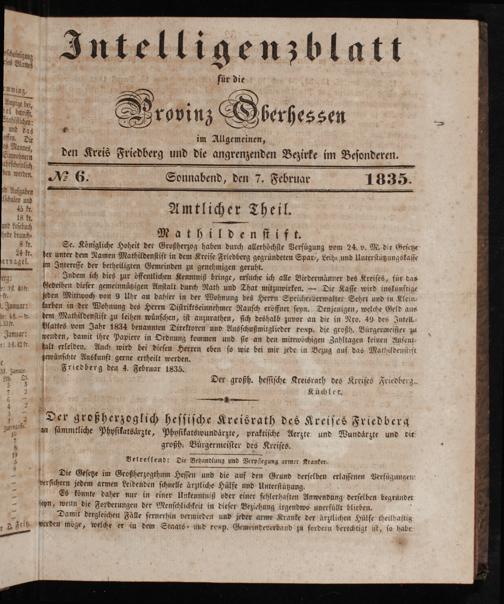 Intelligenzblatt
für die
Provinz Oberhessen
im Allgemeinen,
den Kreis Friedberg und die angrenzenden Bezirke im Besonderen.
№ 6. Sonnabend, den 7. Februar 1835.
Amtlicher Theil.
Mathildenstift.
Se. Königliche Hoheit der Großherzog haben durch allerhöchste Verfügung vom 24. v. M. die Gesetze
der unter dem Namen Mathildenstift in dem Kreise Friedberg gegründeten Spar-, Leih- und Unterstützungskasse
im Interesse der betheiligten Gemeinden zu genehmigen geruht.
Indem ich dies zur öffentlichen Kenntniß bringe, ersuche ich alle Biedermänner des Kreises, für das
Gedeihen dieser gemeinnützigen Anstalt durch Rath und That mitzuwirken. — Die Kasse wird inskünftige
jeden Mittwoch von 9 Uhr an dahier in der Wohnung des Herrn Sprützenverwalter Seher und in Klein-
karben in der Wohnung des Herrn Distriktseinnehmer Rausch eröffnet seyn. Denjenigen, welche Geld aus
dem Mathildenstift zu leihen wünschen, ist anzurathen, sich deshalb zuvor an die in Nro. 49 des Intell.
Blattes vom Jahr 1834 benannten Direktoren und Ausschußmitglieder resp. die großh. Bürgermeister zu
wenden, damit ihre Papiere in Ordnung kommen und sie an den mittwöchigen Zahltagen keinen Aufent-
halt erleiden. Auch wird bei diesen Herren eben so wie bei mir jede in Bezug auf das Mathildenstift
gewünschte Auskunft gerne ertheilt werden.
Friedberg den 4. Februar 1835.
Der großh. hessische Kreisrath des Kreises Friedberg.
Küchler.
Der großherzoglich hessische Kreisrath des Kreises Friedberg
an sämmtliche Physikatsärzte, Physikatswundärzte, praktische Aerzte und Wundärzte und die
großh. Bürgermeister des Kreises.
Betreffend: Die Behandlung und Verpflegung armer Kranker.
Die Gesetze im Großherzogthum Hessen und die auf den Grund derselben erlassenen Verfügungen
versichern jedem armen Leidenden schnelle ärztliche Hülfe und Unterstützung.
Es könnte daher nur in einer Unkenntniß oder einer fehlerhaften Anwendung derselben begründet
seyn, wenn die Forderungen der Menschlichkeit in dieser Beziehung irgendwo unerfüllt blieben.
Damit dergleichen Fälle fernerhin vermieden und jeder arme Kranke der ärztlichen Hülfe theilhaftig
werden möge, welche er in dem Staats- und resp. Gemeindeverband zu fordern berechtigt ist, so habe